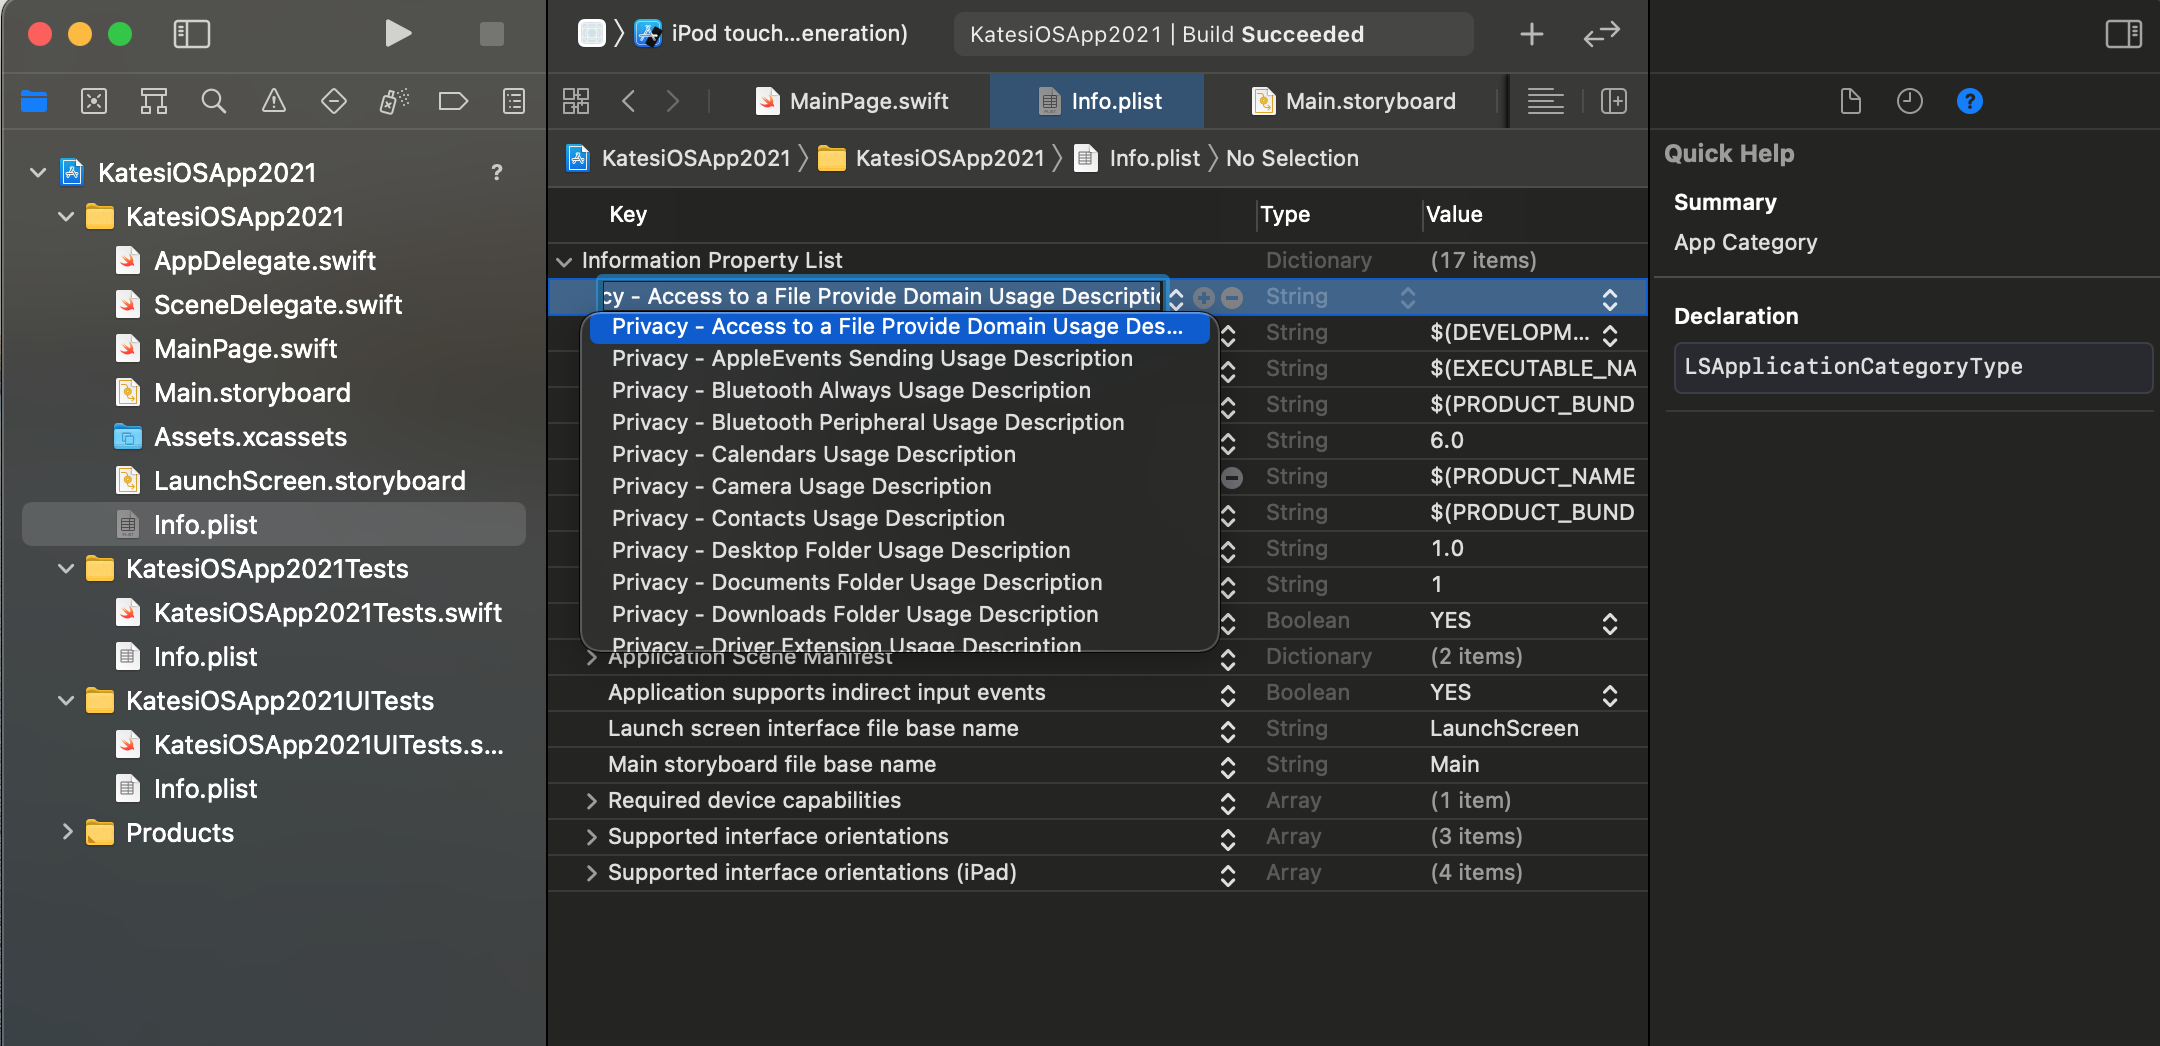 iPod touch...eneration)
KatesiOSApp2021 | Build Succeeded
MainPage.swift
Info.plist
Main.storyboard
KatesiOSApp2021
?
KatesiOSApp2021
AppDelegate.swift
SceneDelegate.swift
MainPage.swift
Main.storyboard
Assets.xcassets
LaunchScreen.storyboard
Info.plist
KatesiOSApp2021Tests
KatesiOSApp2021Tests.swift
Info.plist
KatesiOSApp2021UITests
KatesiOSApp2021UITests.s...
Info.plist
Products
KatesiOSApp2021 〉 KatesiOSApp2021 〉 Info.plist 〉 No Selection
Key Type Value
Information Property List Dictionary (17 items)
cy - Access to a File Provide Domain Usage Descriptio String
Privacy - Access to a File Provide Domain Usage Des... String $(DEVELOPM...
Privacy - AppleEvents Sending Usage Description String $(EXECUTABLE_NA
Privacy - Bluetooth Always Usage Description String $(PRODUCT_BUND
Privacy - Bluetooth Peripheral Usage Description String 6.0
Privacy - Calendars Usage Description String $(PRODUCT_NAME
Privacy - Camera Usage Description String $(PRODUCT_BUND
Privacy - Contacts Usage Description String 1.0
Privacy - Desktop Folder Usage Description String 1
Privacy - Documents Folder Usage Description Boolean YES
Privacy - Downloads Folder Usage Description
Privacy - Driver Extension Usage Description
Application Scene Manifest Dictionary (2 items)
Application supports indirect input events Boolean YES
Launch screen interface file base name String LaunchScreen
Main storyboard file base name String Main
Required device capabilities Array (1 item)
Supported interface orientations Array (3 items)
Supported interface orientations (iPad) Array (4 items)
?
Quick Help
Summary
App Category
Declaration
LSApplicationCategoryType